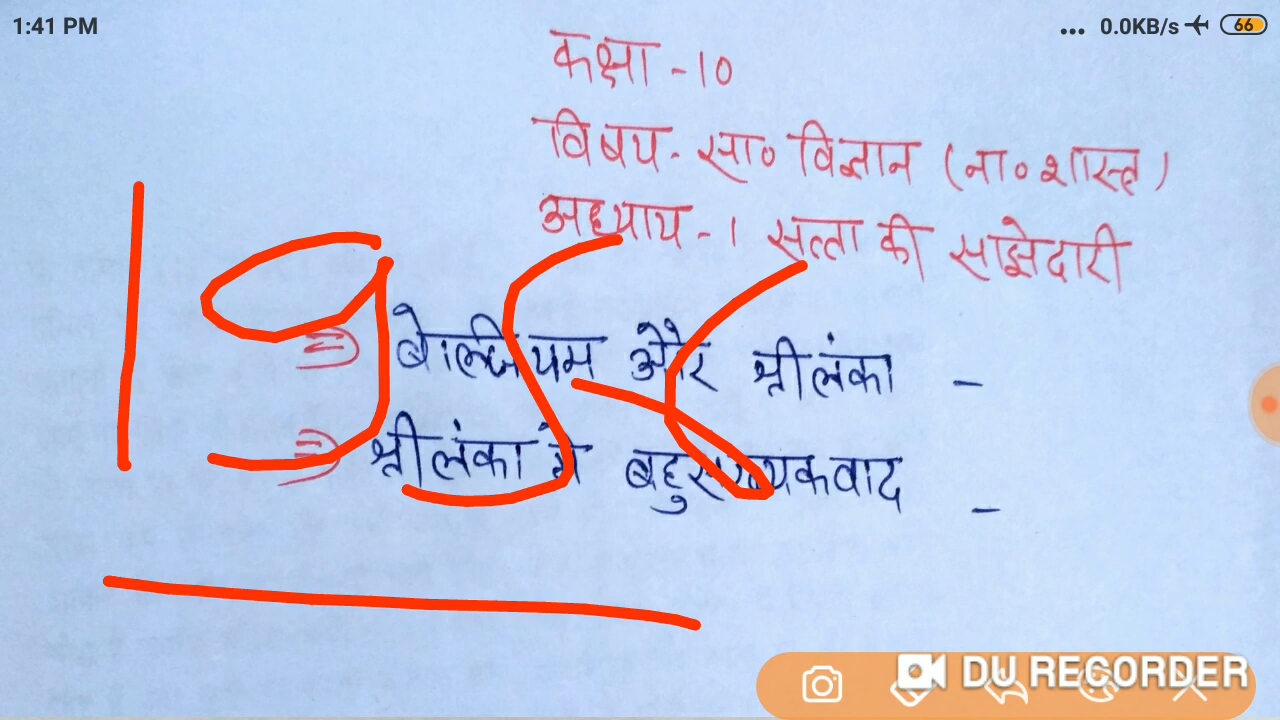 1:41 PM ... 0.0KB/s 66
कक्षा - 10
विषय - सा० विज्ञान (ना० शास्त्र)
अध्याय - 1 सत्ता की साझेदारी
1956
⇒ बेल्जियम और श्रीलंका -
⇒ श्रीलंका मे बहुसंख्यकवाद -
DU RECORDER